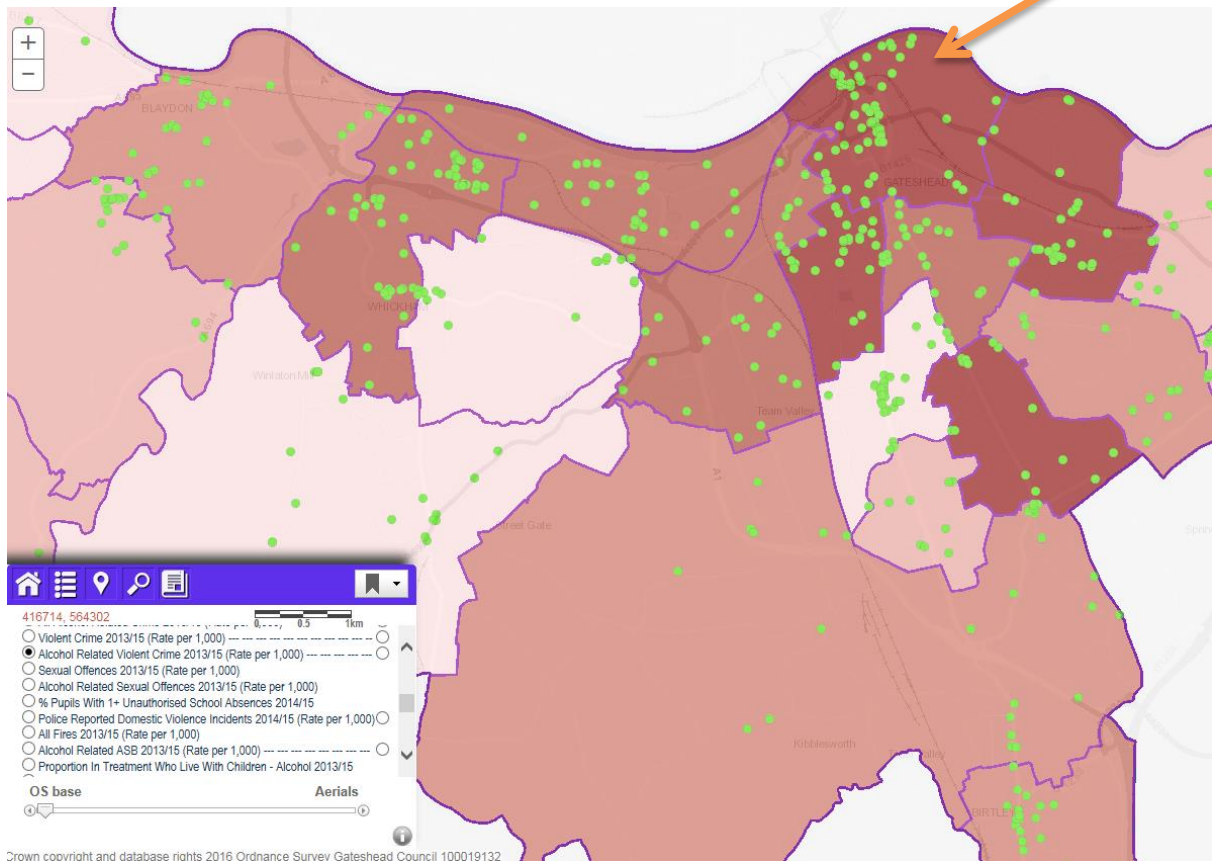 +
−
BLAYDON
A695
GATESHEAD
WHICKHAM
A694
Winlaton Mill
Team Valley
A1
Street Gate
Kibblesworth
BIRTLEY
416714, 564302
0 0.5 1km
Violent Crime 2013/15 (Rate per 1,000) --- --- --- --- --- --- --- --- --- --- --
Alcohol Related Violent Crime 2013/15 (Rate per 1,000) --- --- --- --- ---
Sexual Offences 2013/15 (Rate per 1,000)
Alcohol Related Sexual Offences 2013/15 (Rate per 1,000)
% Pupils With 1+ Unauthorised School Absences 2014/15
Police Reported Domestic Violence Incidents 2014/15 (Rate per 1,000)
All Fires 2013/15 (Rate per 1,000)
Alcohol Related ASB 2013/15 (Rate per 1,000) --- --- --- --- --- --- --- ---
Proportion In Treatment Who Live With Children - Alcohol 2013/15
OS base Aerials
Crown copyright and database rights 2016 Ordnance Survey Gateshead Council 100019132